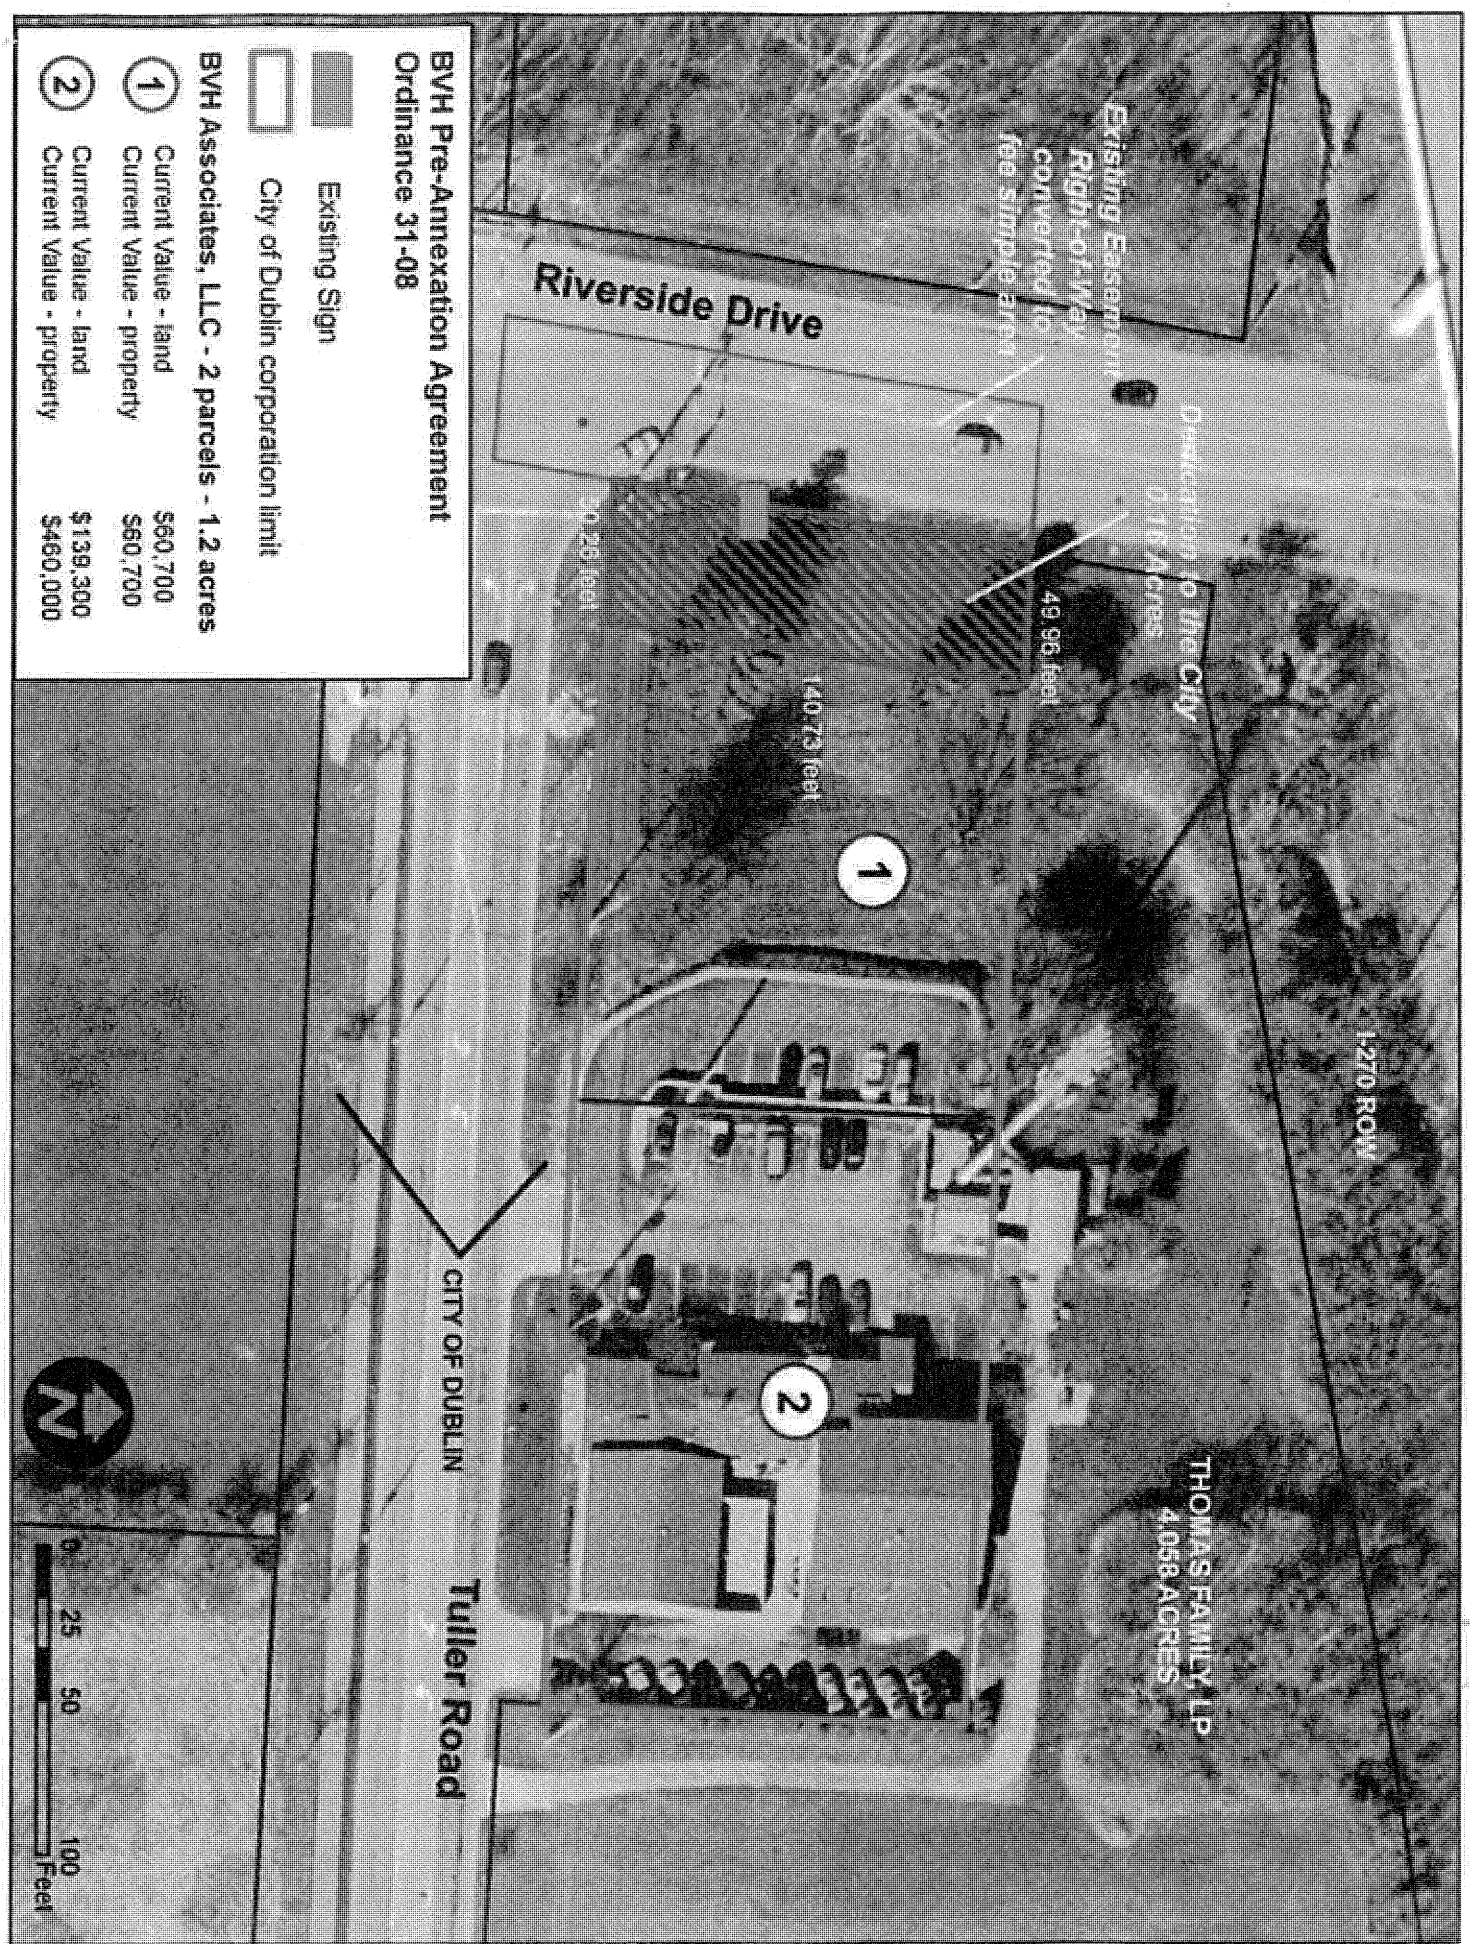 Existing Easement
Right-of-Way
converted to
fee simple area
Dedication to the City
0.16 Acres
Riverside Drive
50.26 feet
49.96 feet
140.73 feet
I-270 ROW
1
2
THOMAS FAMILY, LP
4.058 ACRES
CITY OF DUBLIN
Tuller Road
BVH Pre-Annexation Agreement
Ordinance 31-08
Existing Sign
City of Dublin corporation limit
BVH Associates, LLC - 2 parcels - 1.2 acres
1 Current Value - land $60,700
Current Value - property $60,700
2 Current Value - land $139,300
Current Value - property $460,000
N
0 25 50 100
Feet